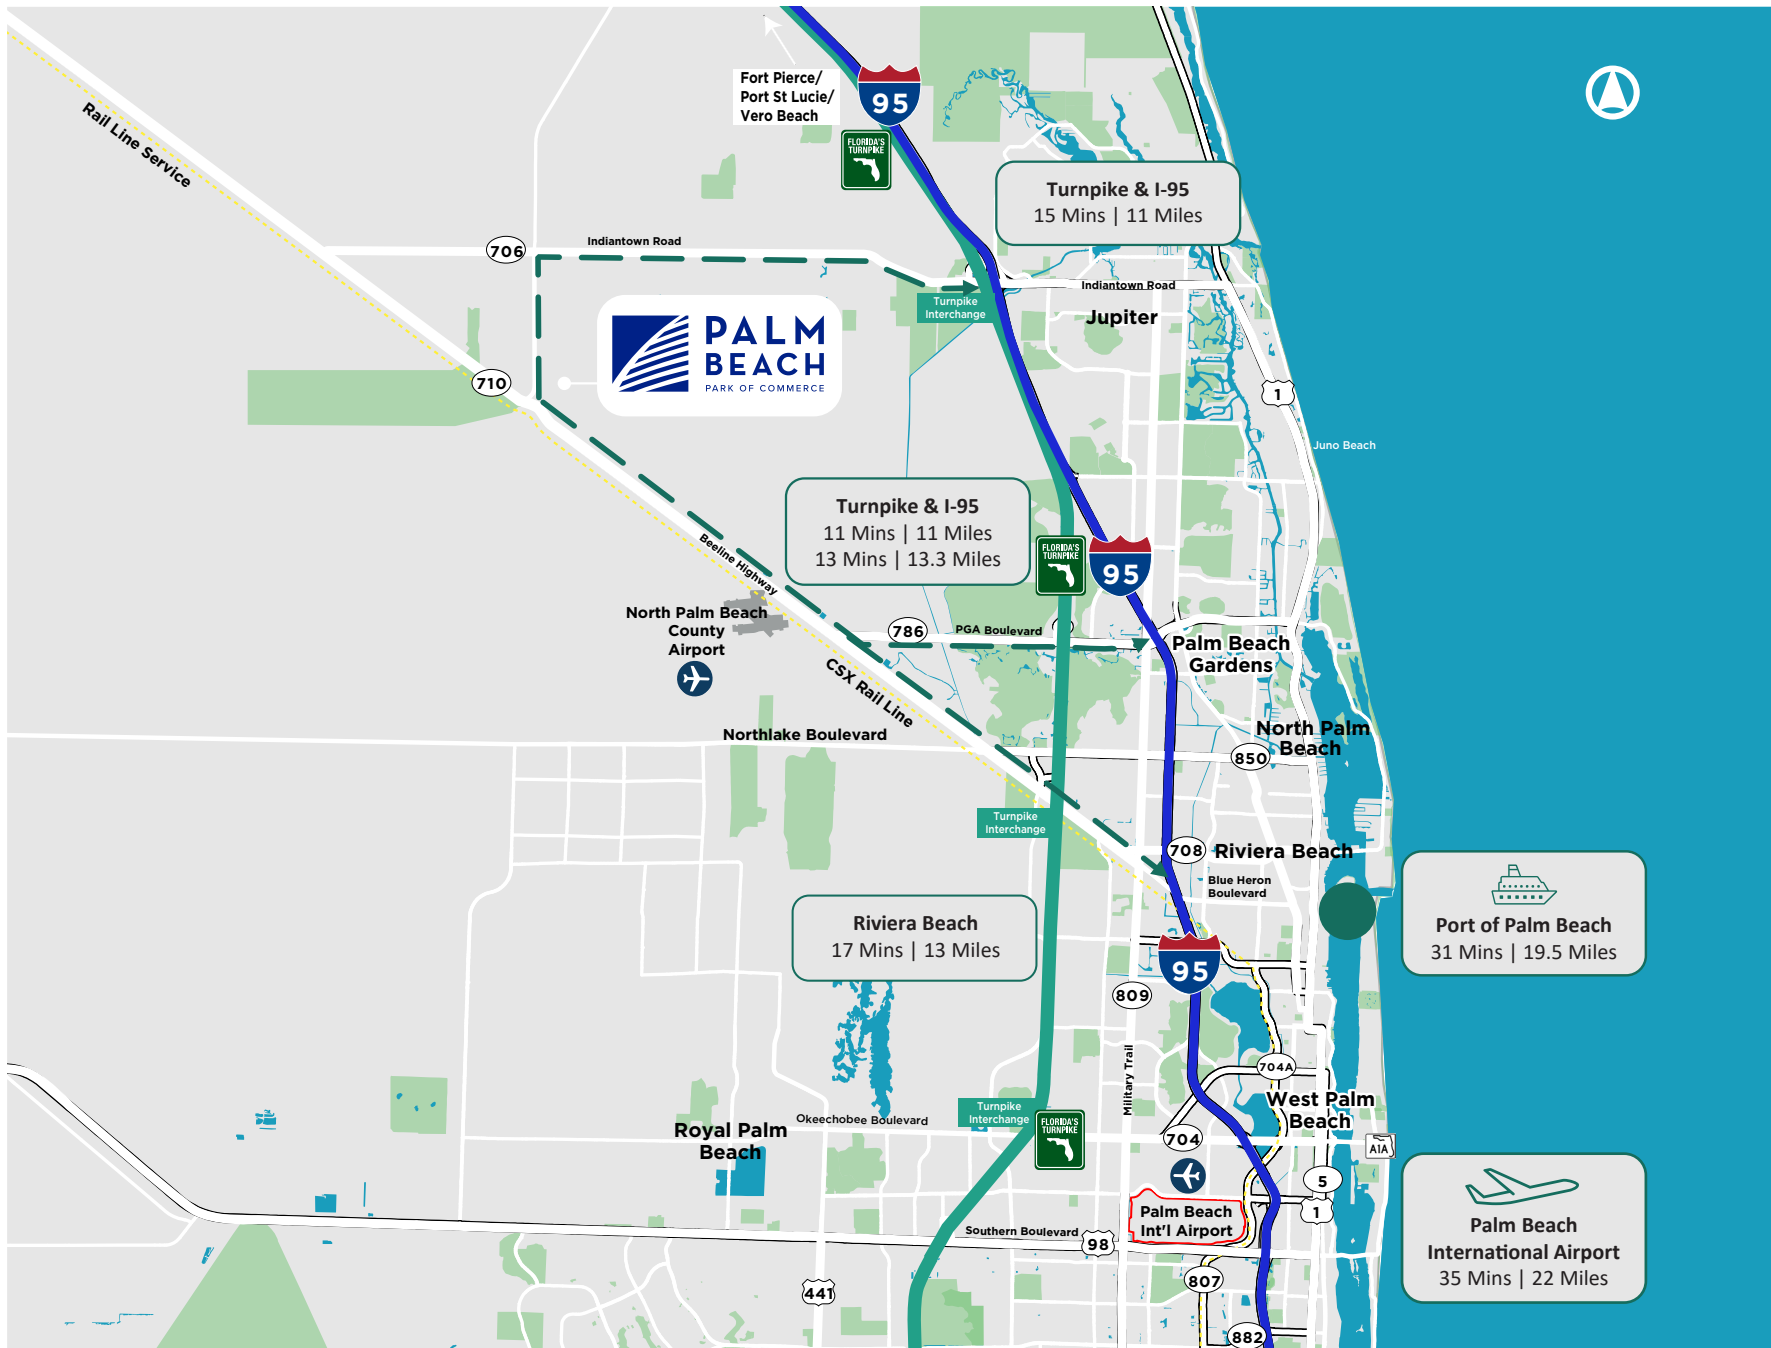 Fort Pierce/
Port St Lucie/
Vero Beach
95
FLORIDA'S
TURNPIKE
Rail Line Service
Turnpike & I-95
15 Mins | 11 Miles
706
Indiantown Road
Indiantown Road
Turnpike
Interchange
Jupiter
PALM
BEACH
PARK OF COMMERCE
710
1
Juno Beach
Turnpike & I-95
11 Mins | 11 Miles
13 Mins | 13.3 Miles
FLORIDA'S
TURNPIKE
95
Beeline Highway
North Palm Beach
County
Airport
786
PGA Boulevard
Palm Beach
Gardens
CSX Rail Line
Northlake Boulevard
North Palm
Beach
850
Turnpike
Interchange
708
Riviera Beach
Blue Heron
Boulevard
Riviera Beach
17 Mins | 13 Miles
Port of Palm Beach
31 Mins | 19.5 Miles
95
809
Military Trail
704A
West Palm
Beach
Turnpike
Interchange
Okeechobee Boulevard
FLORIDA'S
TURNPIKE
Royal Palm
Beach
704
A1A
5
1
Palm Beach
Int'l Airport
Southern Boulevard
98
Palm Beach
International Airport
35 Mins | 22 Miles
807
441
882